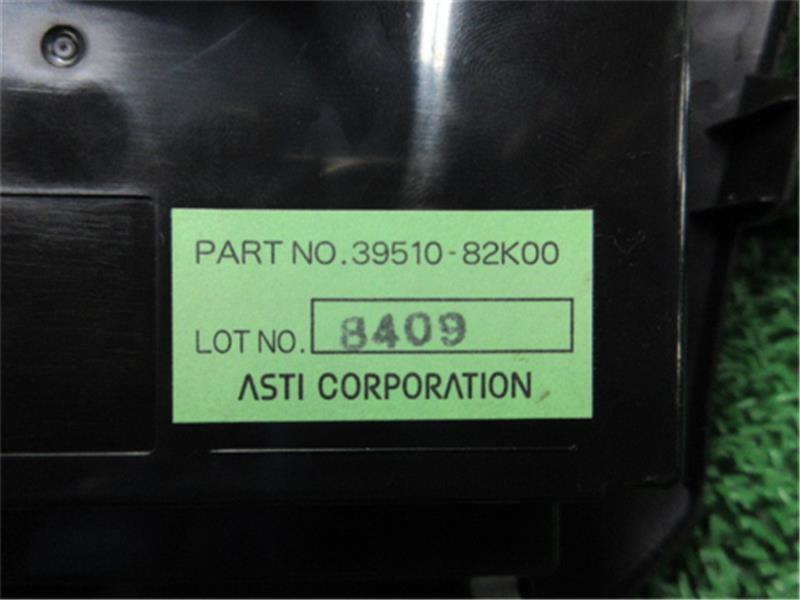 PART NO. 39510-82K00
LOT NO. 8409
ASTI CORPORATION